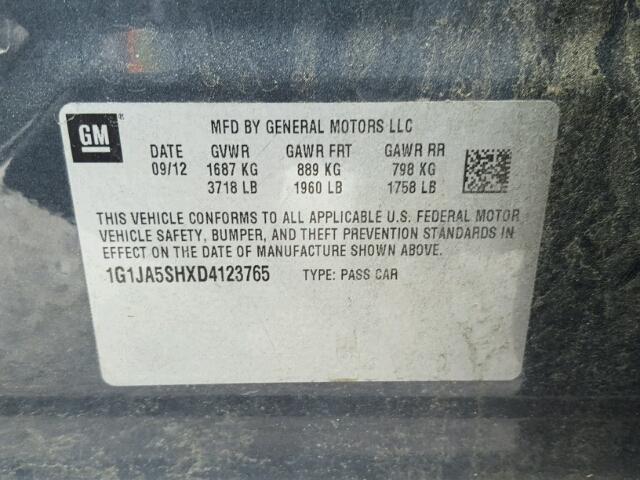 GM®
MFD BY GENERAL MOTORS LLC
DATE GVWR GAWR FRT GAWR RR
09/12 1687 KG 889 KG 798 KG
3718 LB 1960 LB 1758 LB
THIS VEHICLE CONFORMS TO ALL APPLICABLE U.S. FEDERAL MOTOR
VEHICLE SAFETY, BUMPER, AND THEFT PREVENTION STANDARDS IN
EFFECT ON THE DATE OF MANUFACTURE SHOWN ABOVE.
1G1JA5SHXD4123765 TYPE: PASS CAR